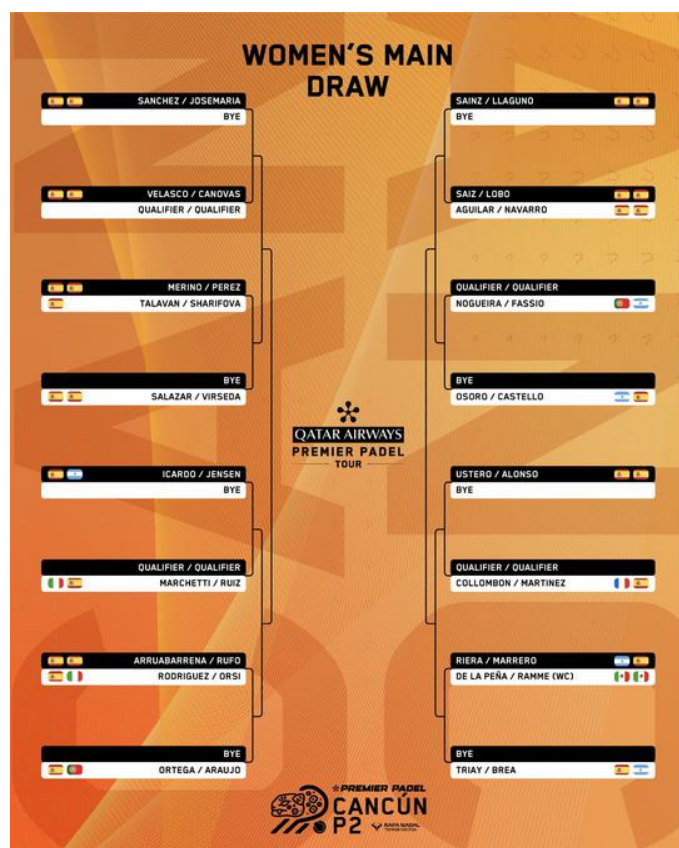 WOMEN'S MAIN
DRAW
SANCHEZ / JOSEMARIA
BYE
VELASCO / CANOVAS
QUALIFIER / QUALIFIER
MERINO / PEREZ
TALAVAN / SHARIFOVA
BYE
SALAZAR / VIRSEDA
ICARDO / JENSEN
BYE
QUALIFIER / QUALIFIER
MARCHETTI / RUIZ
ARRUABARRENA / RUFO
RODRIGUEZ / ORSI
BYE
ORTEGA / ARAUJO
SAINZ / LLAGUNO
BYE
SAIZ / LOBO
AGUILAR / NAVARRO
QUALIFIER / QUALIFIER
NOGUEIRA / FASSIO
BYE
OSORO / CASTELLO
USTERO / ALONSO
BYE
QUALIFIER / QUALIFIER
COLLOMBON / MARTINEZ
RIERA / MARRERO
DE LA PEÑA / RAMME (WC)
BYE
TRIAY / BREA
QATAR AIRWAYS
PREMIER PADEL
TOUR
PREMIER PADEL
CANCÚN
P2
RAFA NADAL